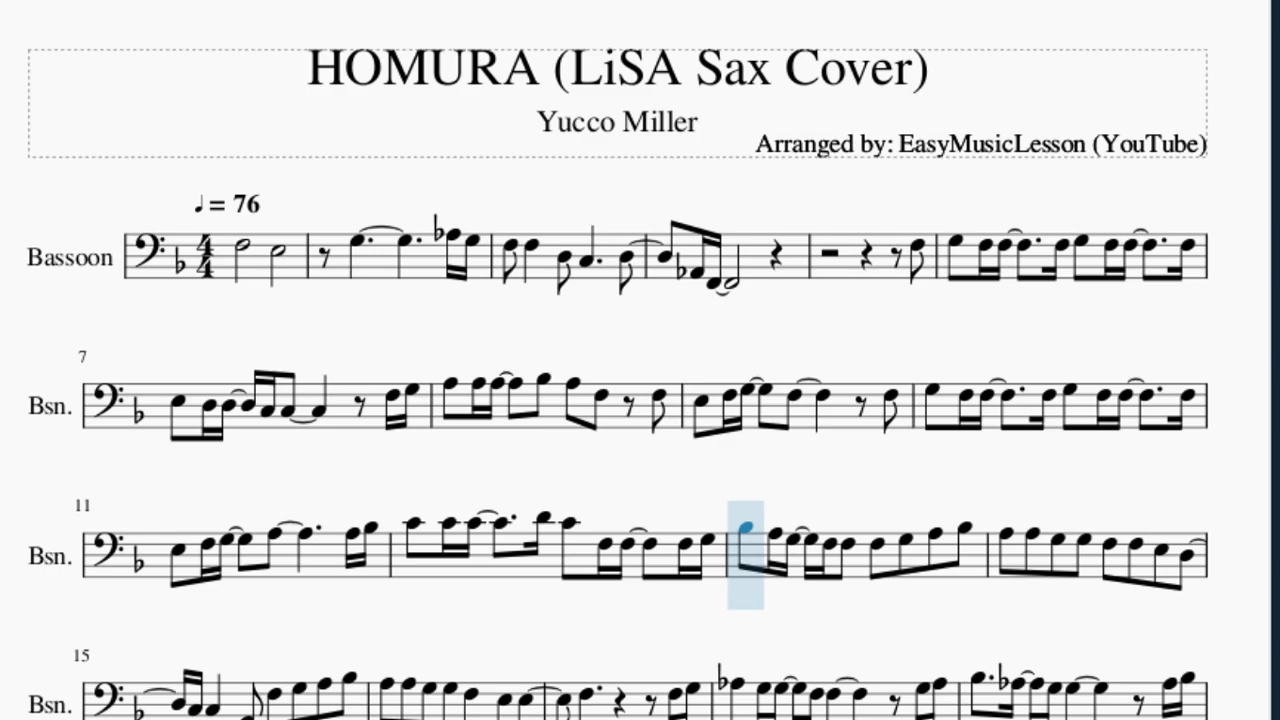 HOMURA (LiSA Sax Cover)
Yucco Miller
Arranged by: EasyMusicLesson (YouTube)
♩ = 76
Bassoon
7
Bsn.
11
Bsn.
15
Bsn.